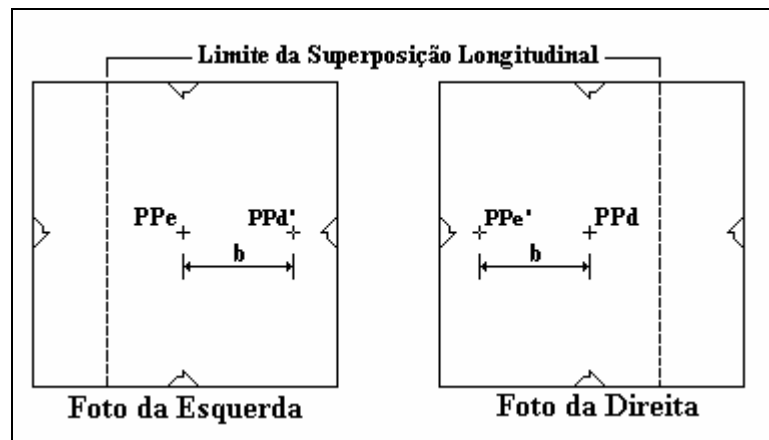 Limite da Superposição Longitudinal
PPe PPd'
b
PPe' PPd
b
Foto da Esquerda
Foto da Direita